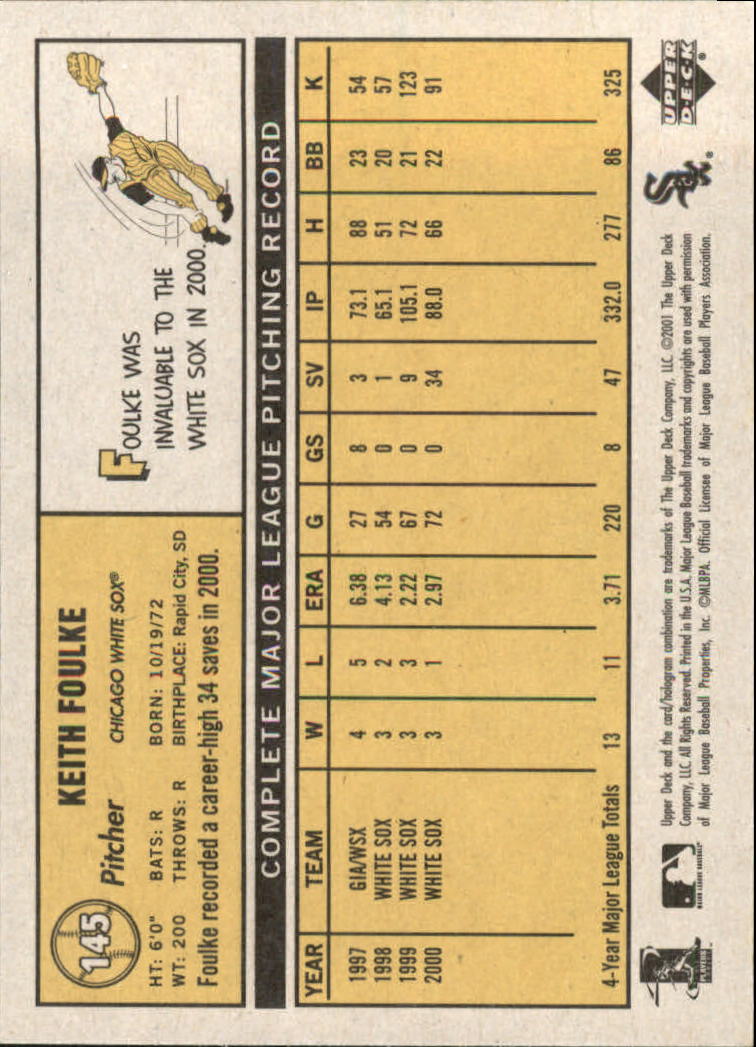 145
KEITH FOULKE
Pitcher CHICAGO WHITE SOX®
HT: 6'0" BATS: R BORN: 10/19/72
WT: 200 THROWS: R BIRTHPLACE: Rapid City, SD
Foulke recorded a career-high 34 saves in 2000.
FOULKE WAS
INVALUABLE TO THE
WHITE SOX IN 2000.
COMPLETE MAJOR LEAGUE PITCHING RECORD
YEAR TEAM W L ERA G GS SV IP H BB K
1997 GIA/WSX 4 5 6.38 27 8 3 73.1 88 23 54
1998 WHITE SOX 3 2 4.13 54 0 1 65.1 51 20 57
1999 WHITE SOX 3 3 2.22 67 0 9 105.1 72 21 123
2000 WHITE SOX 3 1 2.97 72 0 34 88.0 66 22 91
4-Year Major League Totals 13 11 3.71 220 8 47 332.0 277 86 325
PLAYERS
MAJOR LEAGUE BASEBALL
Upper Deck and the card/hologram combination are trademarks of The Upper Deck Company, LLC. ©2001 The Upper Deck
Company, LLC. All Rights Reserved. Printed in the U.S.A. Major League Baseball trademarks and copyrights are used with permission
of Major League Baseball Properties, Inc. ©MLBPA. Official Licensee of Major League Baseball Players Association.
Sox ®
UPPER
DECK ®